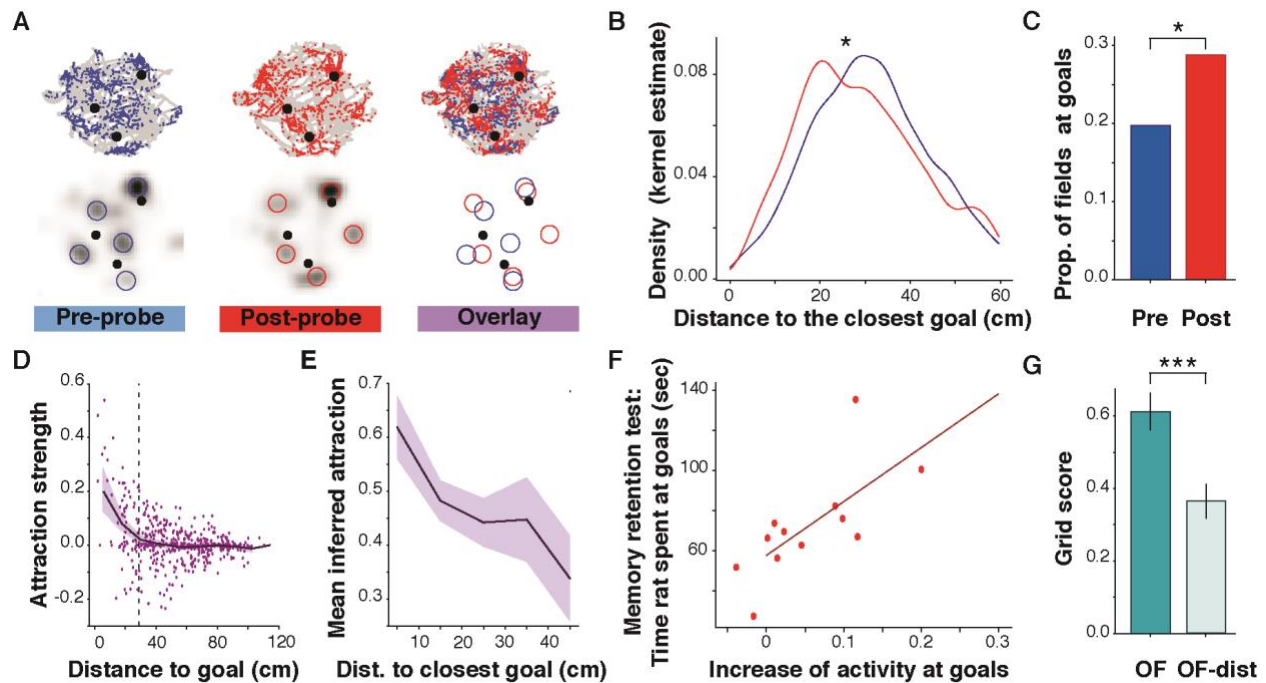 A
Pre-probe
Post-probe
Overlay
B
*
Density (kernel estimate)
0.08
0.04
0.00
0
20
40
60
Distance to the closest goal (cm)
C
*
Prop. of fields at goals
0.3
0.2
0.1
0.0
Pre
Post
D
Attraction strength
0.6
0.4
0.2
0.0
-0.2
0
40
80
120
Distance to goal (cm)
E
Mean inferred attraction
0.7
0.6
0.5
0.4
0.3
10
20
30
40
Dist. to closest goal (cm)
F
Memory retention test:
Time rat spent at goals (sec)
140
100
60
0
0.1
0.2
0.3
Increase of activity at goals
G
***
Grid score
0.6
0.4
0.2
0.0
OF
OF-dist